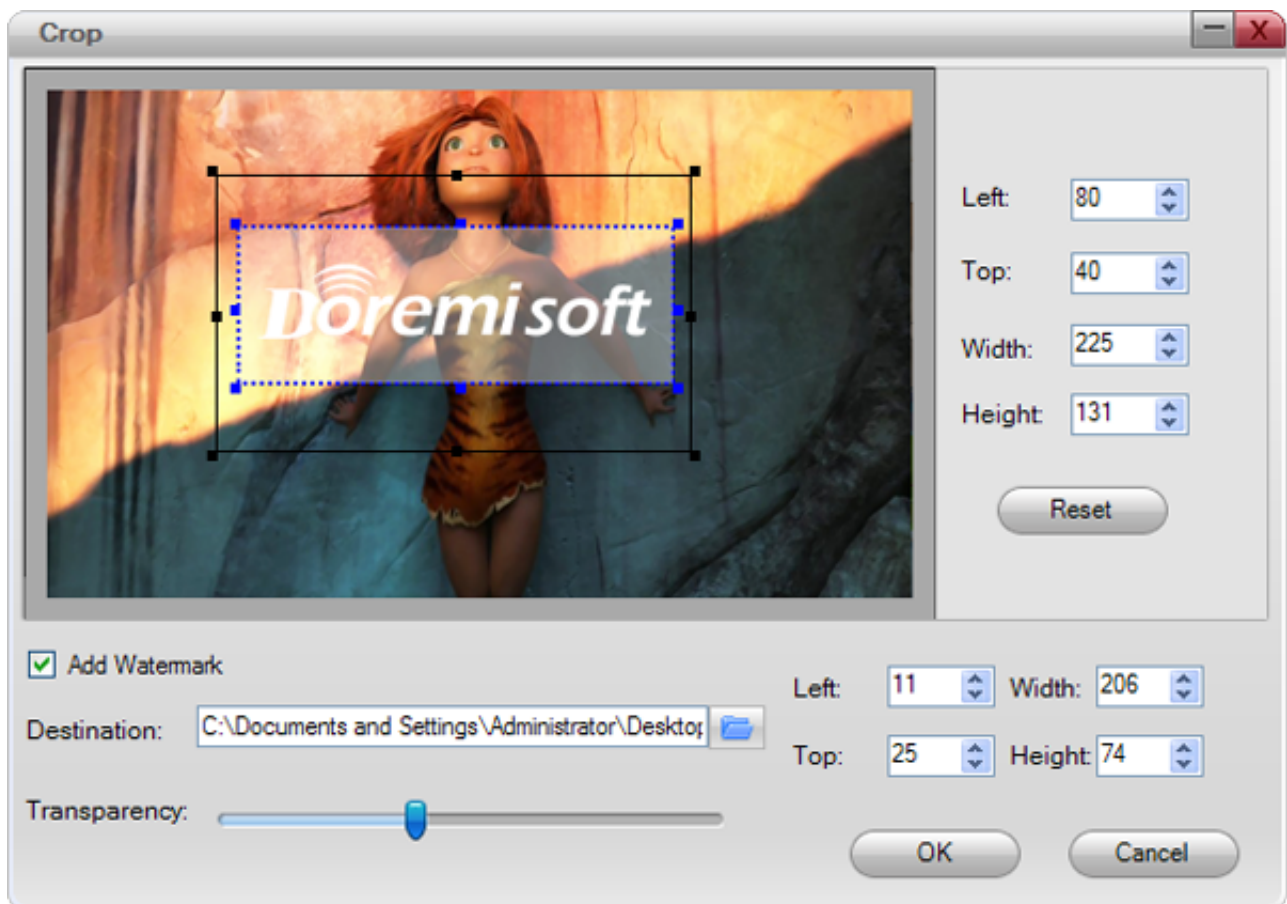 Crop
Doremisoft
Left: 80
Top: 40
Width: 225
Height: 131
Reset
Add Watermark
Destination: C:\Documents and Settings\Administrator\Desktop
Transparency:
Left: 11 Width: 206
Top: 25 Height: 74
OK Cancel